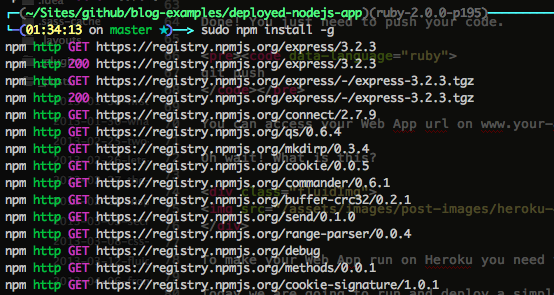 (~/Sites/github/blog-examples/deployed-nodejs-app)(ruby-2.0.0-p195)
(01:34:13 on master ★)--> sudo npm install -g
npm http GET https://registry.npmjs.org/express/3.2.3
npm http 200 https://registry.npmjs.org/express/3.2.3
npm http GET https://registry.npmjs.org/express/-/express-3.2.3.tgz
npm http 200 https://registry.npmjs.org/express/-/express-3.2.3.tgz
npm http GET https://registry.npmjs.org/connect/2.7.9
npm http GET https://registry.npmjs.org/qs/0.6.4
npm http GET https://registry.npmjs.org/mkdirp/0.3.4
npm http GET https://registry.npmjs.org/cookie/0.0.5
npm http GET https://registry.npmjs.org/commander/0.6.1
npm http GET https://registry.npmjs.org/buffer-crc32/0.2.1
npm http GET https://registry.npmjs.org/send/0.1.0
npm http GET https://registry.npmjs.org/range-parser/0.0.4
npm http GET https://registry.npmjs.org/debug
npm http GET https://registry.npmjs.org/methods/0.0.1
npm http GET https://registry.npmjs.org/cookie-signature/1.0.1